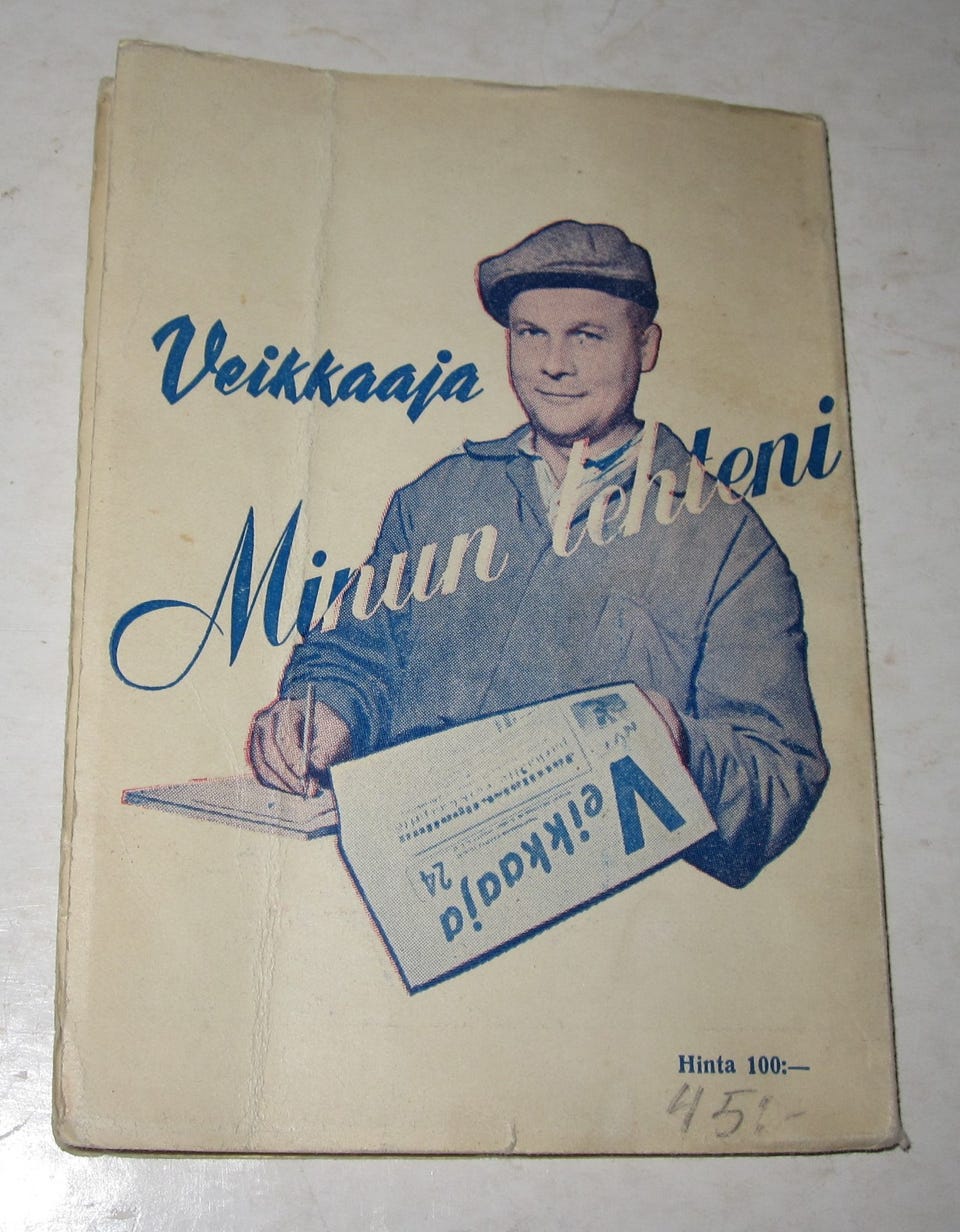 Veikkaaja
Minun lehteni
Veikkaaja
24
Hinta 100:—
45:-